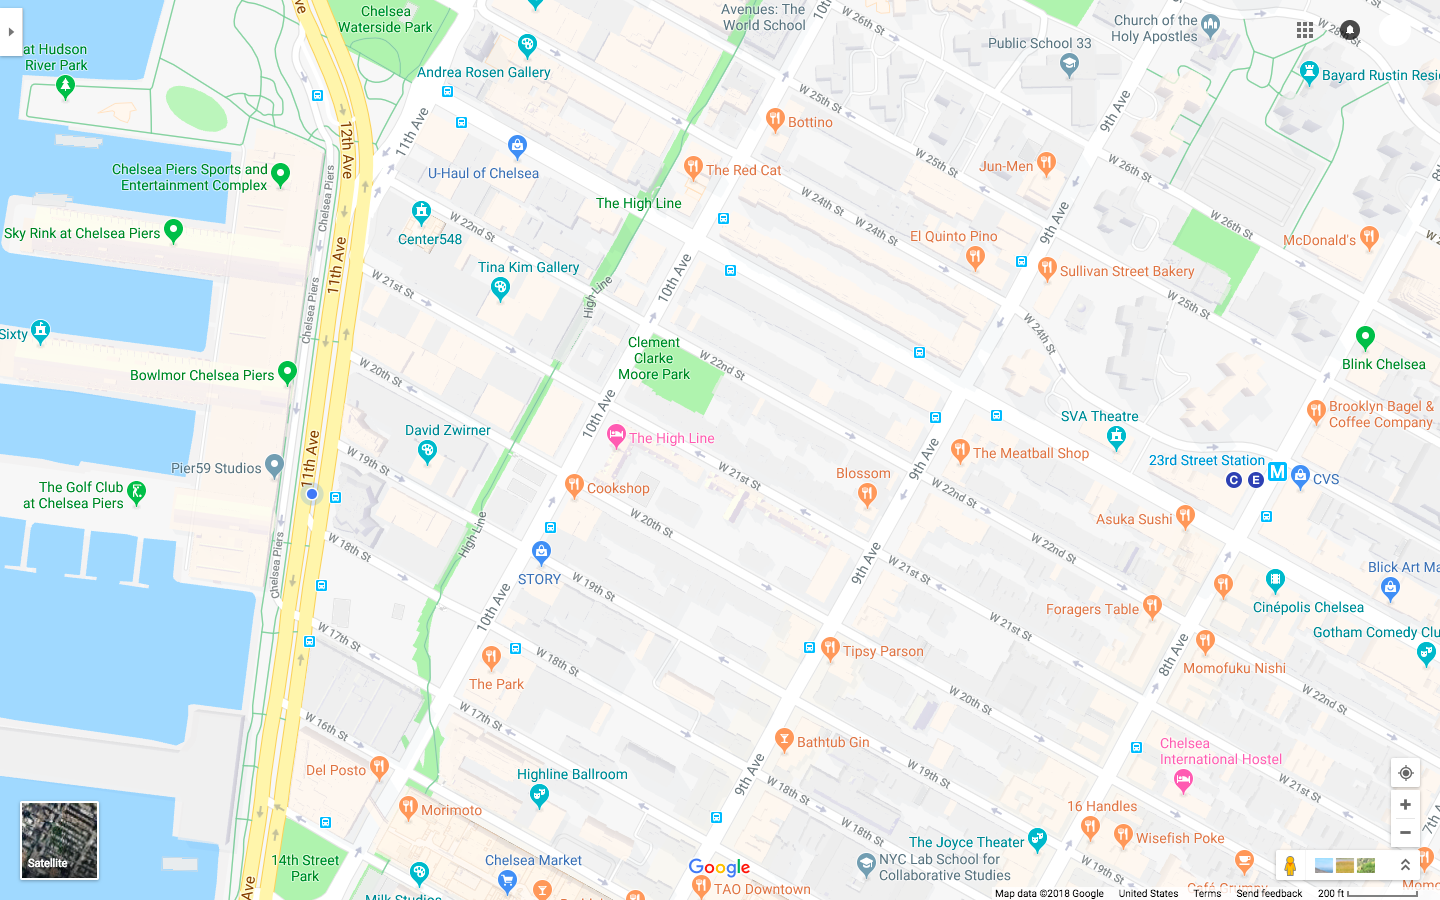 Chelsea
Waterside Park
Avenues: The
World School
10th
W 26th St
Church of the
Holy Apostles
W 28th St
at Hudson
River Park
Andrea Rosen Gallery
Public School 33
Bayard Rustin Resi
12th Ave
11th Ave
W 25th St
9th Ave
Bottino
Chelsea Piers Sports and
Entertainment Complex
U-Haul of Chelsea
The Red Cat
W 25th St
Jun-Men
W 26th St
Chelsea Piers
The High Line
W 24th St
Sky Rink at Chelsea Piers
Center548
W 22nd St
W 24th St
El Quinto Pino
9th Ave
W 26th St
McDonald's
11th Ave
Tina Kim Gallery
10th Ave
Sullivan Street Bakery
W 21st St
High Line
W 25th St
Chelsea Piers
Sixty
W 24th St
Clement
Clarke
Moore Park
W 22nd St
Blink Chelsea
Bowlmor Chelsea Piers
W 20th St
10th Ave
SVA Theatre
Brooklyn Bagel &
Coffee Company
David Zwirner
The High Line
9th Ave
The Meatball Shop
11th Ave
Pier59 Studios
W 19th St
W 21st St
Blossom
23rd Street Station
M
C
E
CVS
The Golf Club
at Chelsea Piers
Cookshop
W 22nd St
Asuka Sushi
W 20th St
High Line
W 18th St
Chelsea Piers
STORY
W 19th St
9th Ave
W 21st St
W 22nd St
Blick Art Ma
10th Ave
Foragers Table
Cinépolis Chelsea
W 17th St
W 21st St
Gotham Comedy Clu
Tipsy Parson
8th Ave
Momofuku Nishi
The Park
W 18th St
W 20th St
W 16th St
W 17th St
Bathtub Gin
Chelsea
International Hostel
Del Posto
Highline Ballroom
9th Ave
W 19th St
Morimoto
16 Handles
W 18th St
The Joyce Theater
Wisefish Poke
7th A
Satellite
14th Street
Park
Chelsea Market
Google
NYC Lab School for
Collaborative Studies
TAO Downtown
Milk Studios
Ave
Map data ©2018 Google
United States
Terms
Send feedback
200 ft